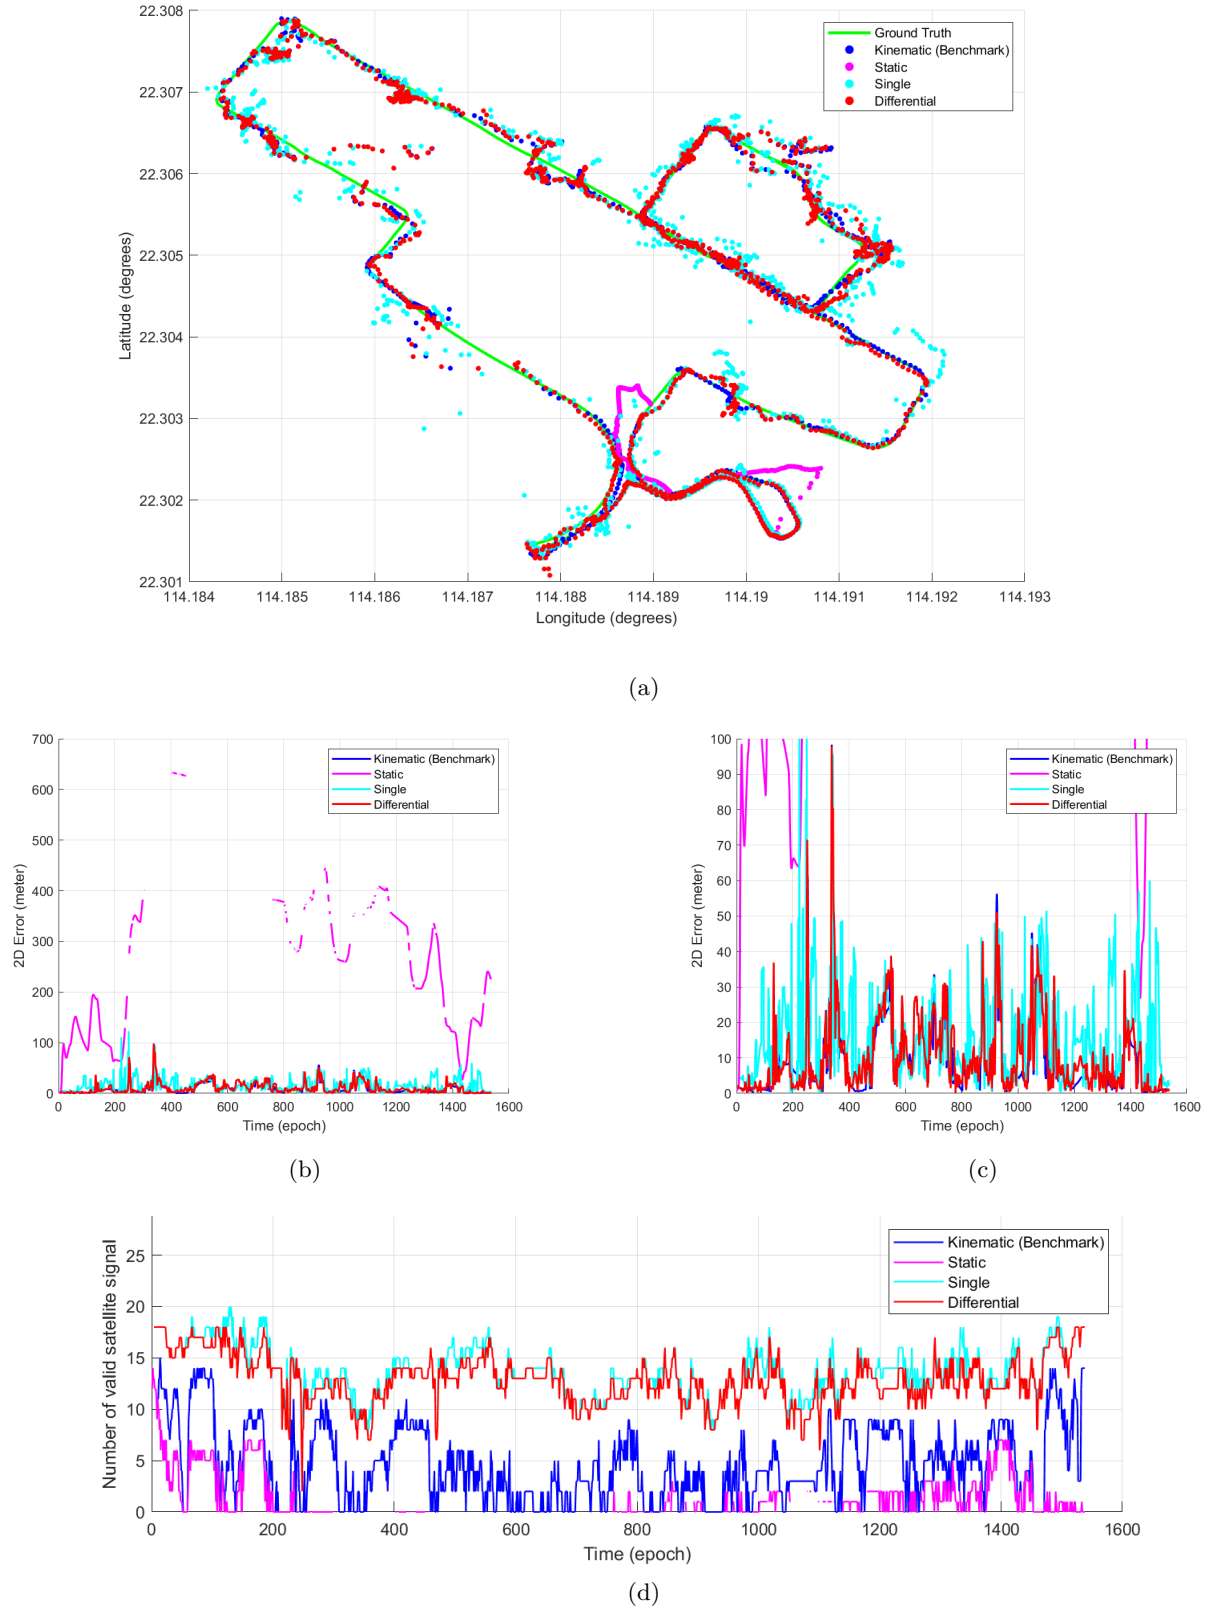 22.308
22.307
22.306
22.305
22.304
22.303
22.302
22.301
Latitude (degrees)
Ground Truth
Kinematic (Benchmark)
Static
Single
Differential
114.184 114.185 114.186 114.187 114.188 114.189 114.19 114.191 114.192 114.193
Longitude (degrees)
(a)
700
600
500
400
300
200
100
0
2D Error (meter)
Kinematic (Benchmark)
Static
Single
Differential
0 200 400 600 800 1000 1200 1400 1600
Time (epoch)
(b)
100
90
80
70
60
50
40
30
20
10
0
2D Error (meter)
Kinematic (Benchmark)
Static
Single
Differential
0 200 400 600 800 1000 1200 1400 1600
Time (epoch)
(c)
25
20
15
10
5
0
Number of valid satellite signal
Kinematic (Benchmark)
Static
Single
Differential
0 200 400 600 800 1000 1200 1400 1600
Time (epoch)
(d)